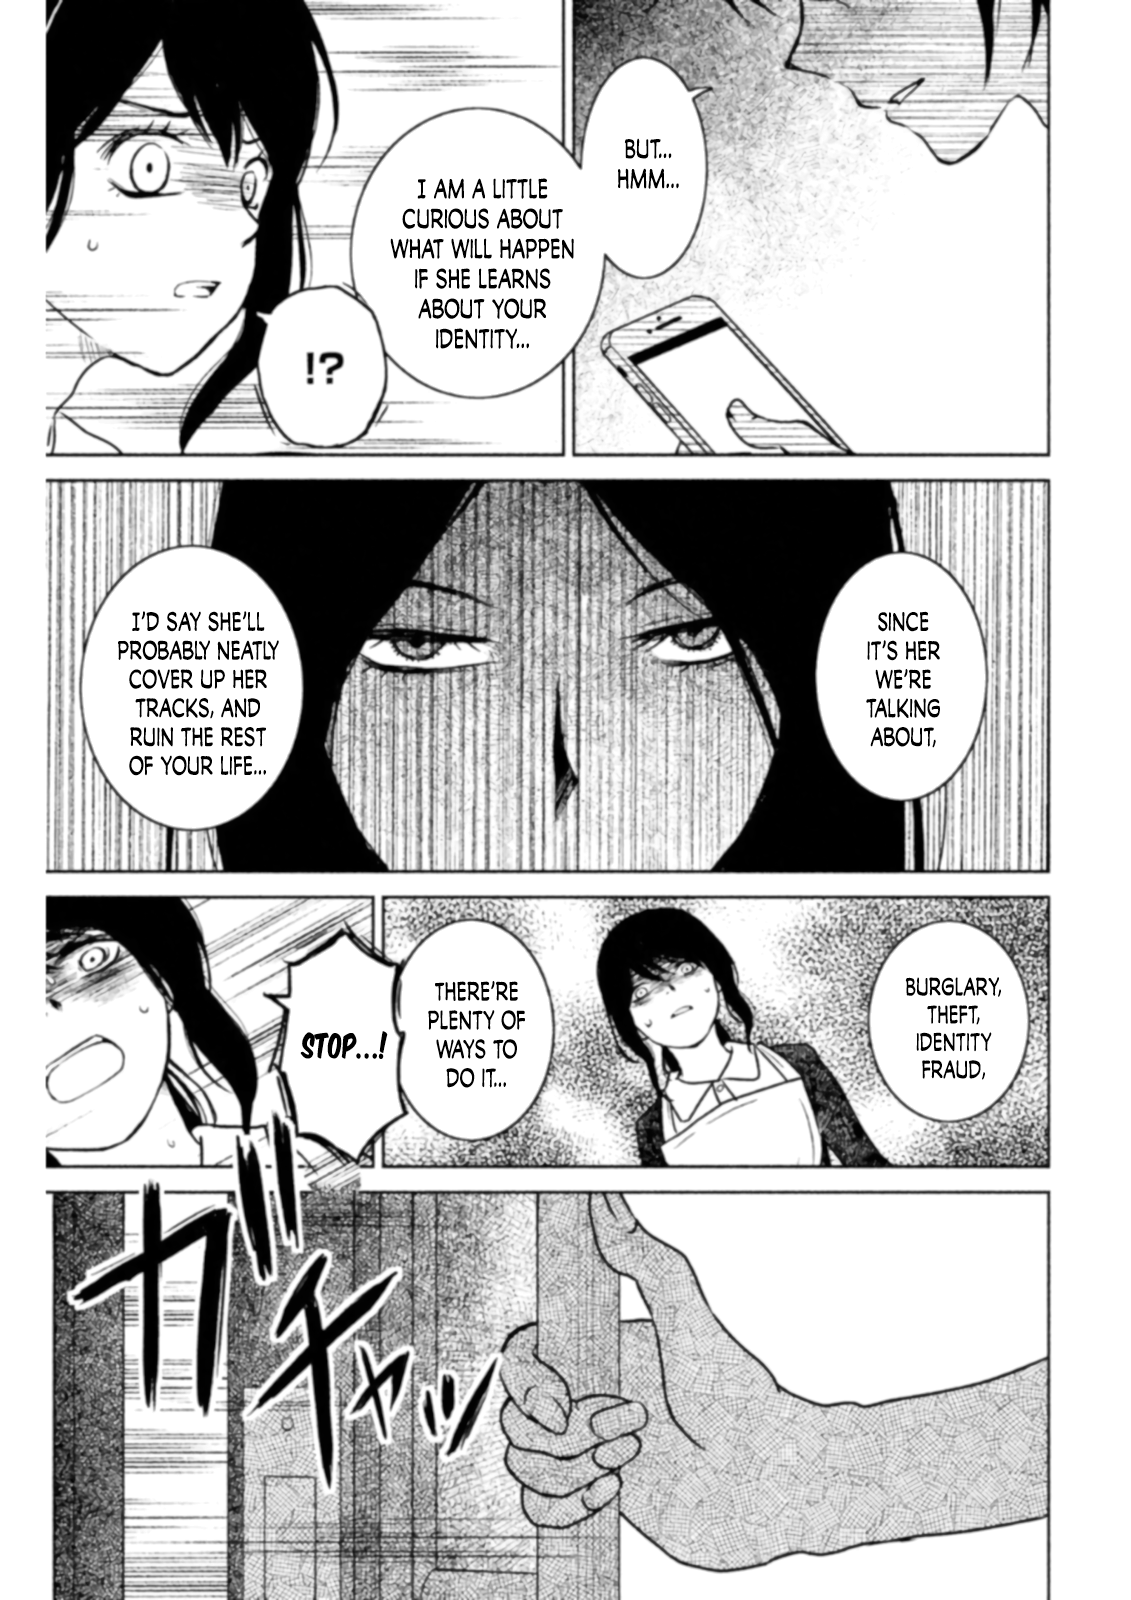 BUT...
HMM...
I AM A LITTLE
CURIOUS ABOUT
WHAT WILL HAPPEN
IF SHE LEARNS
ABOUT YOUR
IDENTITY...
!?
SINCE
IT'S HER
WE'RE
TALKING
ABOUT,
I'D SAY SHE'LL
PROBABLY NEATLY
COVER UP HER
TRACKS, AND
RUIN THE REST
OF YOUR LIFE...
BURGLARY,
THEFT,
IDENTITY
FRAUD,
THERE'RE
PLENTY OF
WAYS TO
DO IT...
STOP...!
ガチャッ